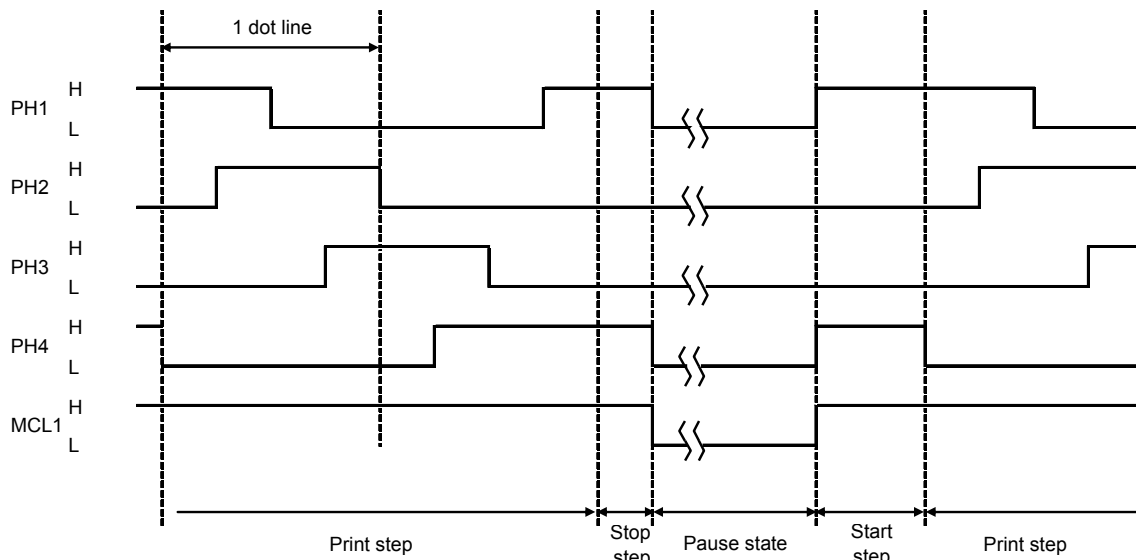 1 dot line
H
PH1
L
H
PH2
L
H
PH3
L
H
PH4
L
H
MCL1
L
Print step
Stop
step
Pause state
Start
step
Print step